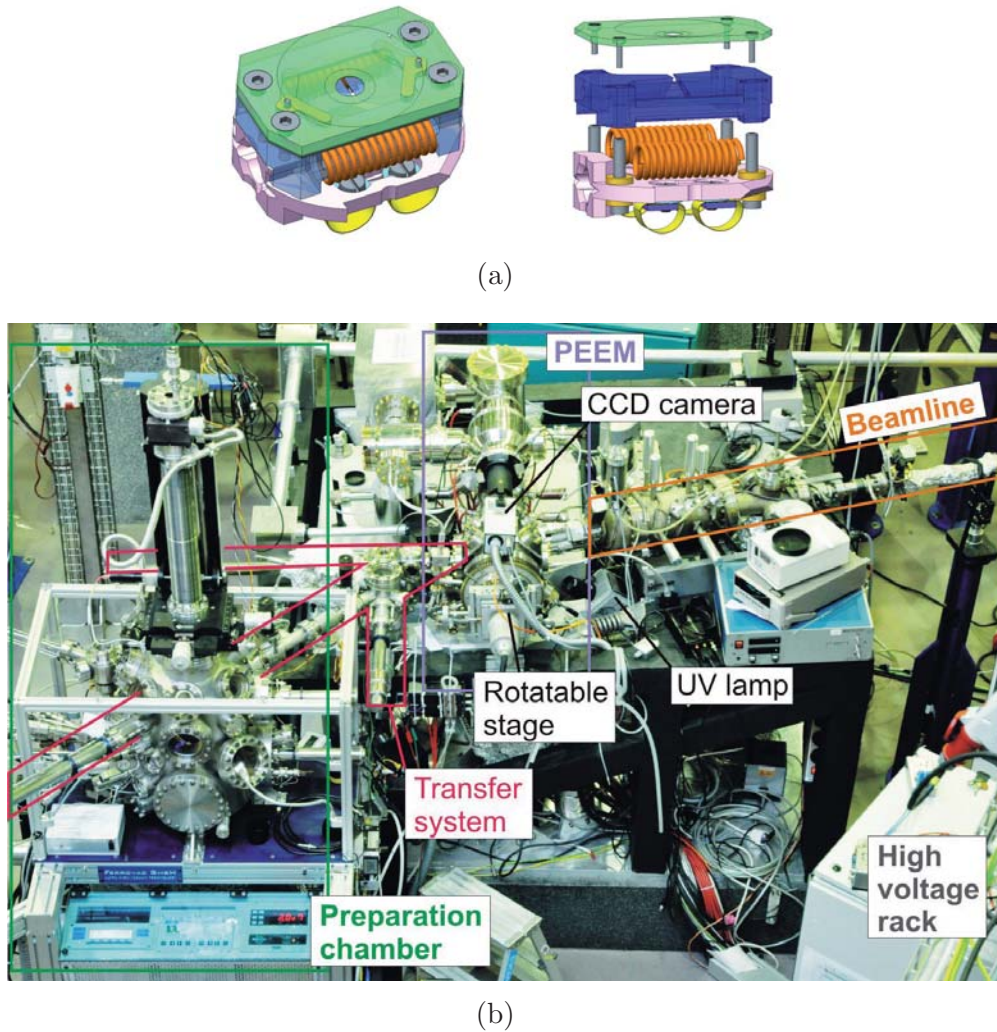 (a)
PEEM
CCD camera
Beamline
Rotatable
stage
UV lamp
Transfer
system
High
voltage
rack
Preparation
chamber
(b)